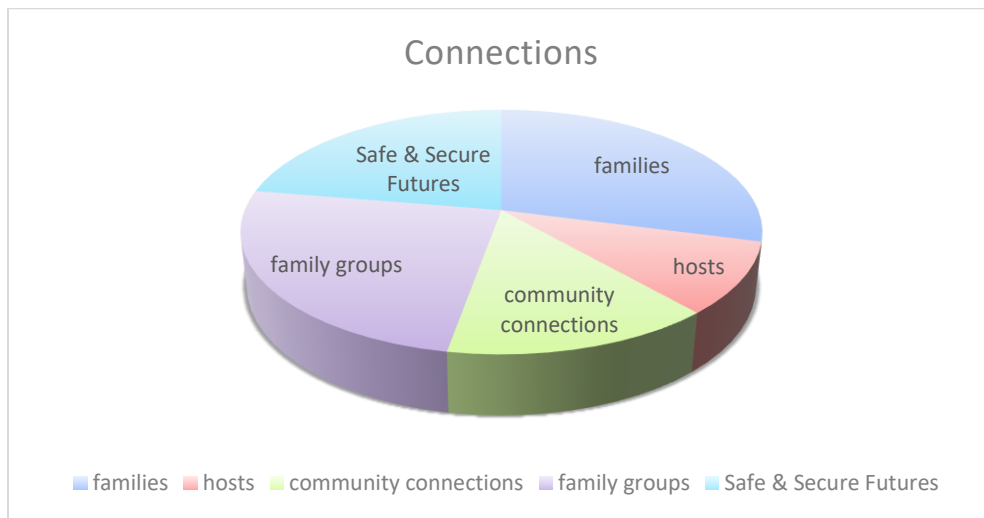 Connections
Safe & Secure
Futures
families
family groups
hosts
community
connections
families hosts community connections family groups Safe & Secure Futures